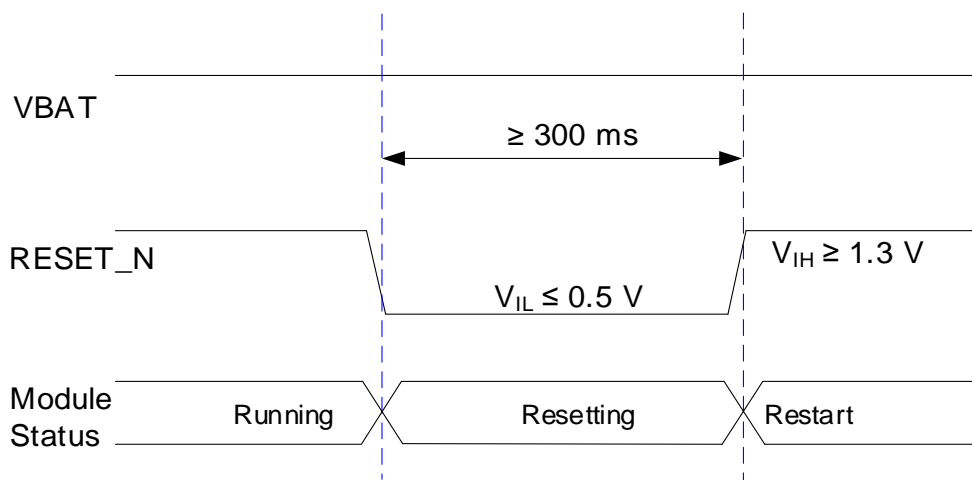 VBAT
≥ 300 ms
RESET_N
V_IH ≥ 1.3 V
V_IL ≤ 0.5 V
Module
Status
Running
Resetting
Restart